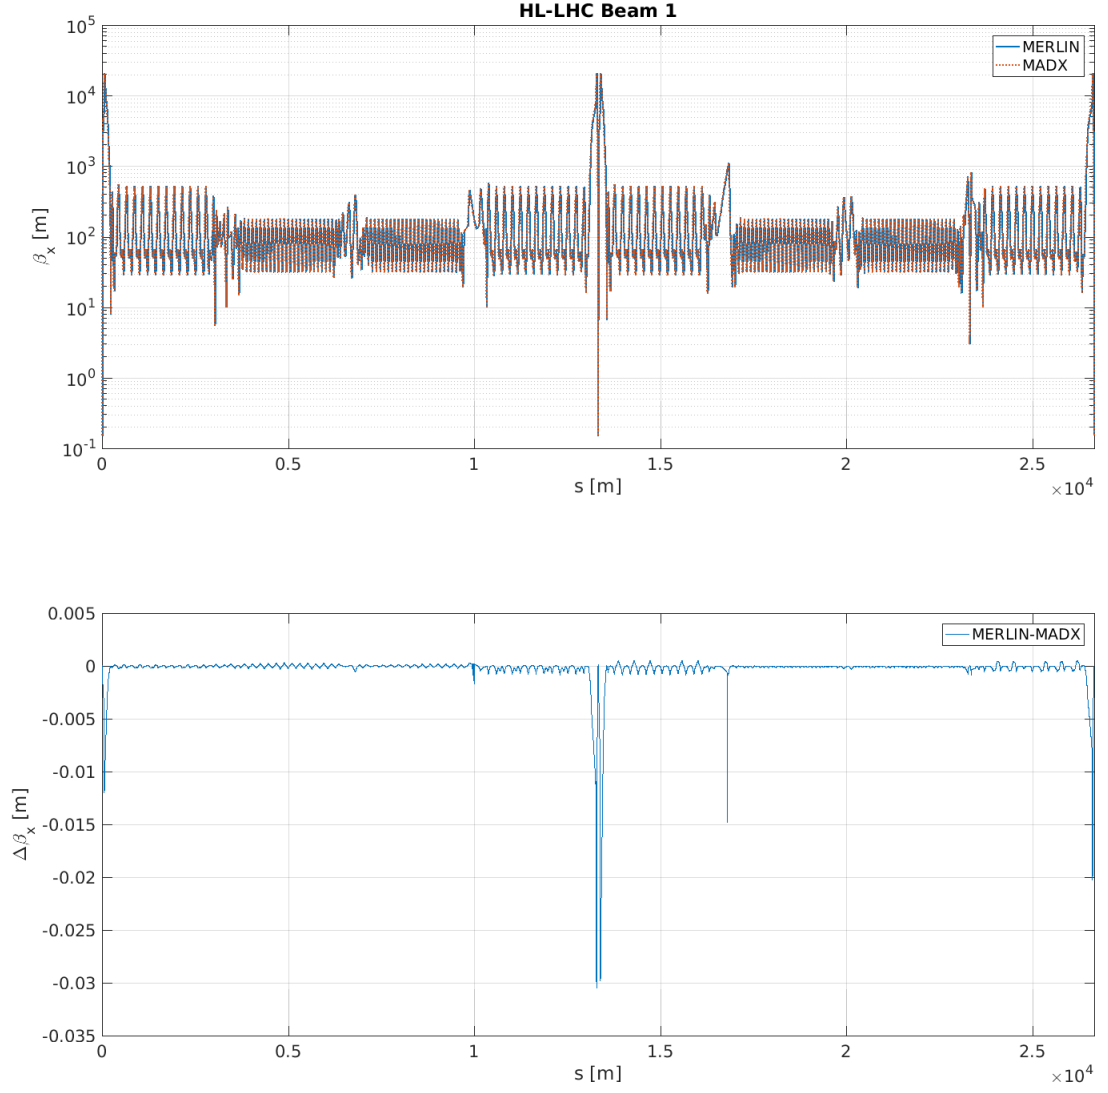 HL-LHC Beam 1
10^5
10^4
10^3
10^2
10^1
10^0
10^-1
β_x [m]
MERLIN
MADX
0 0.5 1 1.5 2 2.5
s [m]
×10^4
0.005
0
-0.005
-0.01
-0.015
-0.02
-0.025
-0.03
-0.035
Δβ_x [m]
MERLIN-MADX
0 0.5 1 1.5 2 2.5
s [m]
×10^4